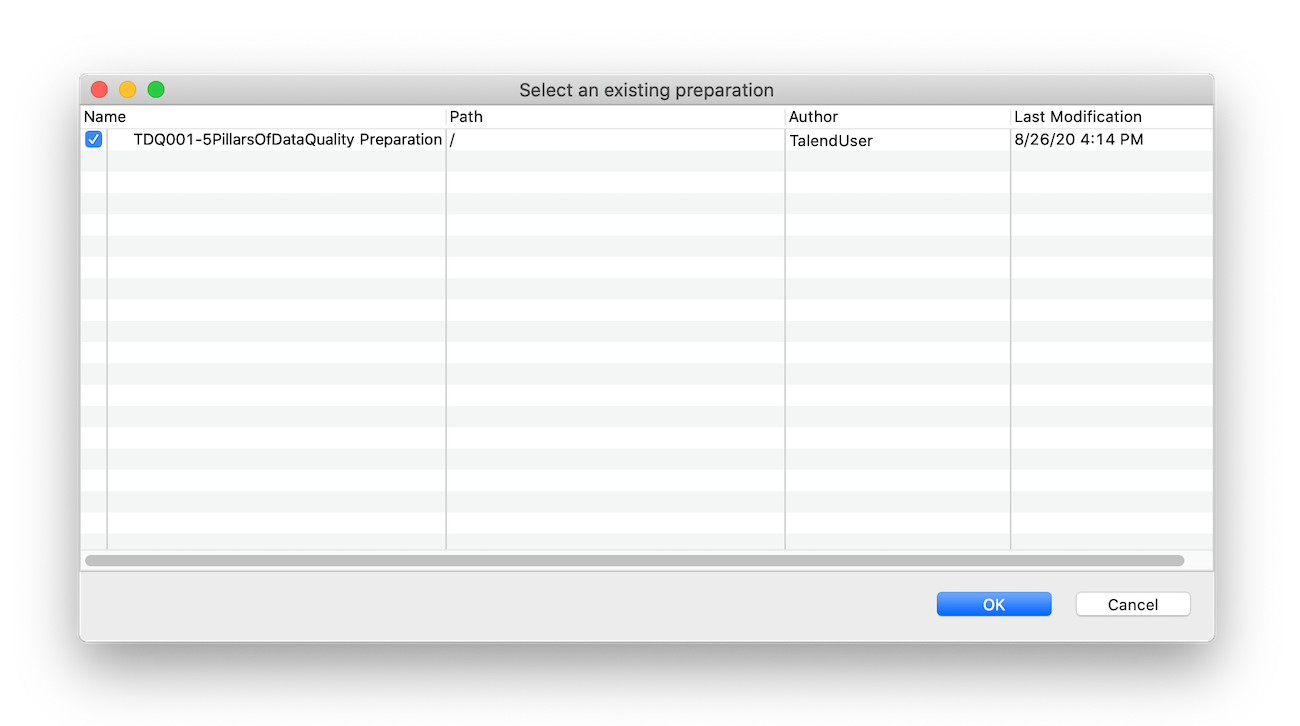 Select an existing preparation
Name Path Author Last Modification
TDQ001-5PillarsOfDataQuality Preparation / TalendUser 8/26/20 4:14 PM
OK Cancel